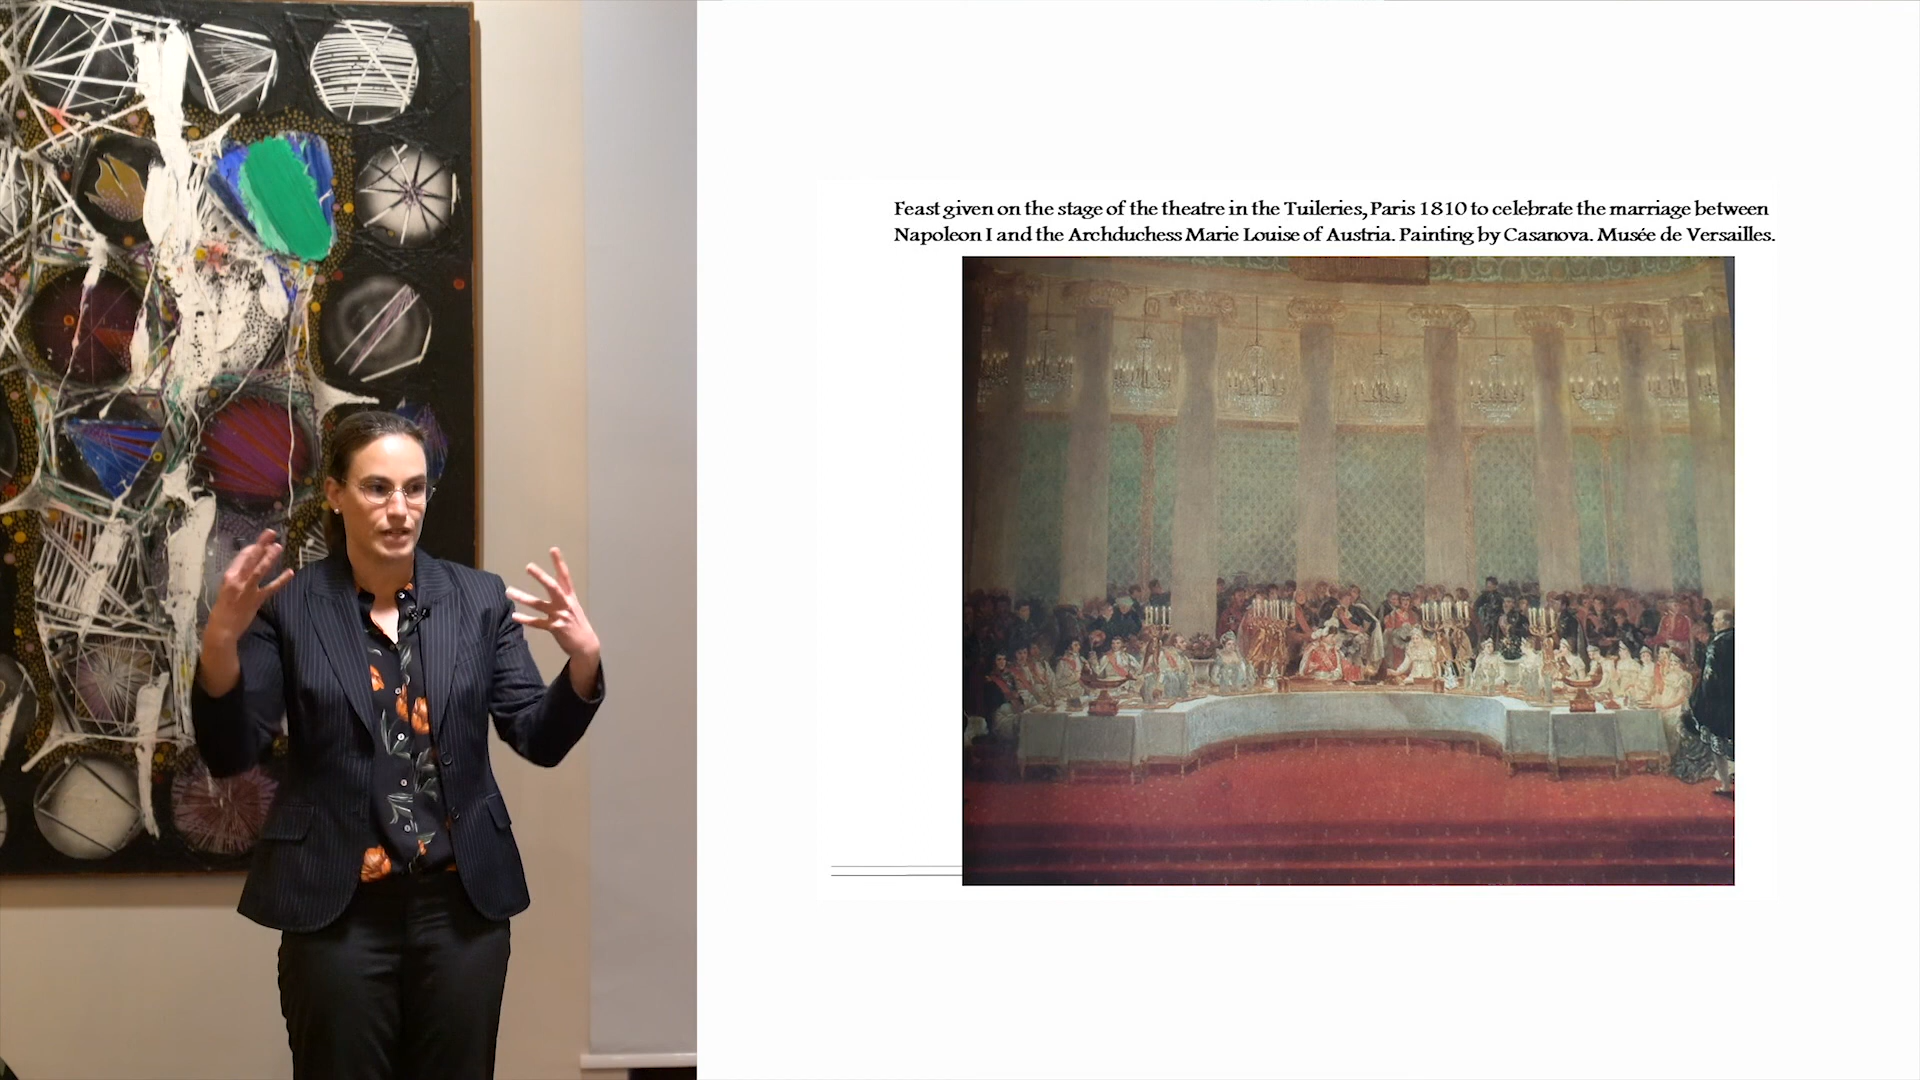 Feast given on the stage of the theatre in the Tuileries, Paris 1810 to celebrate the marriage between
Napoleon I and the Archduchess Marie Louise of Austria. Painting by Casanova. Musée de Versailles.